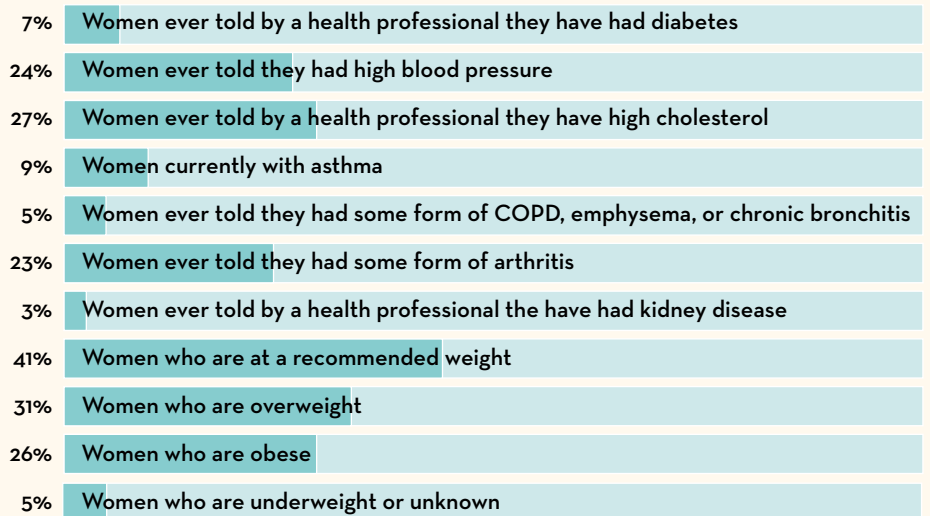 7% Women ever told by a health professional they have had diabetes
24% Women ever told they had high blood pressure
27% Women ever told by a health professional they have high cholesterol
9% Women currently with asthma
5% Women ever told they had some form of COPD, emphysema, or chronic bronchitis
23% Women ever told they had some form of arthritis
3% Women ever told by a health professional the have had kidney disease
41% Women who are at a recommended weight
31% Women who are overweight
26% Women who are obese
5% Women who are underweight or unknown